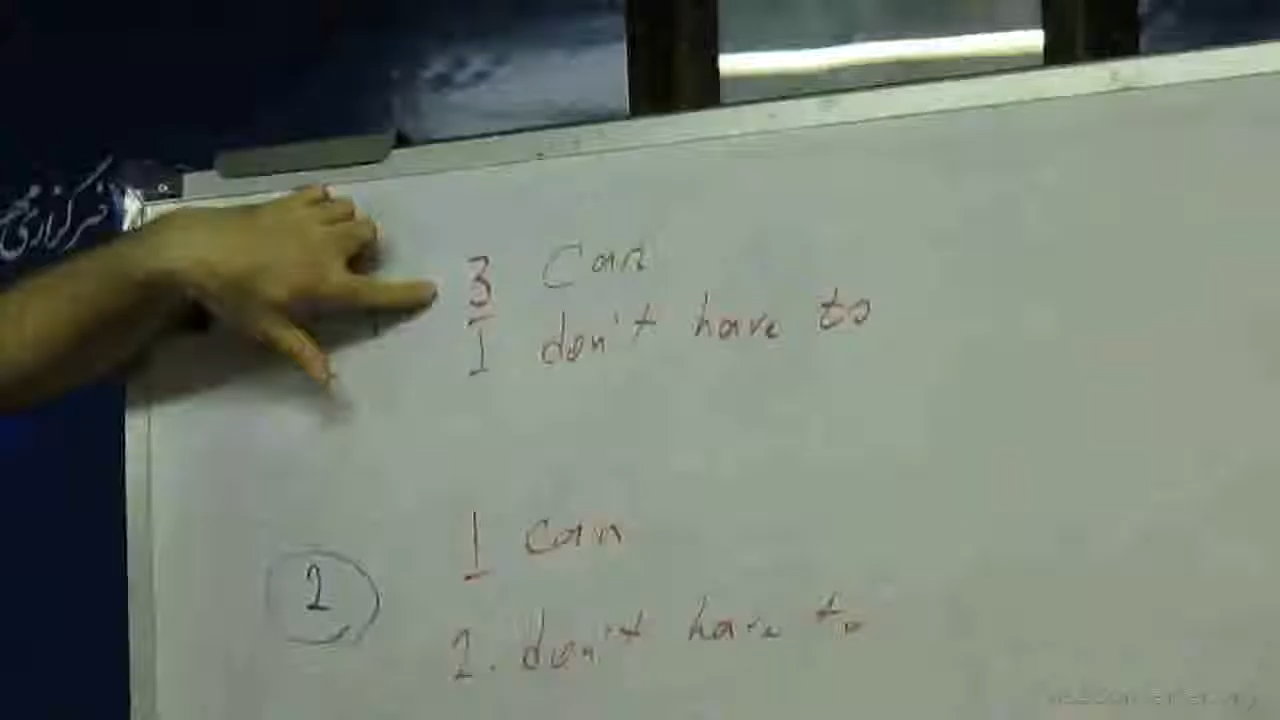 3 Can
1 don't have to
1 can
2
2. don't have to